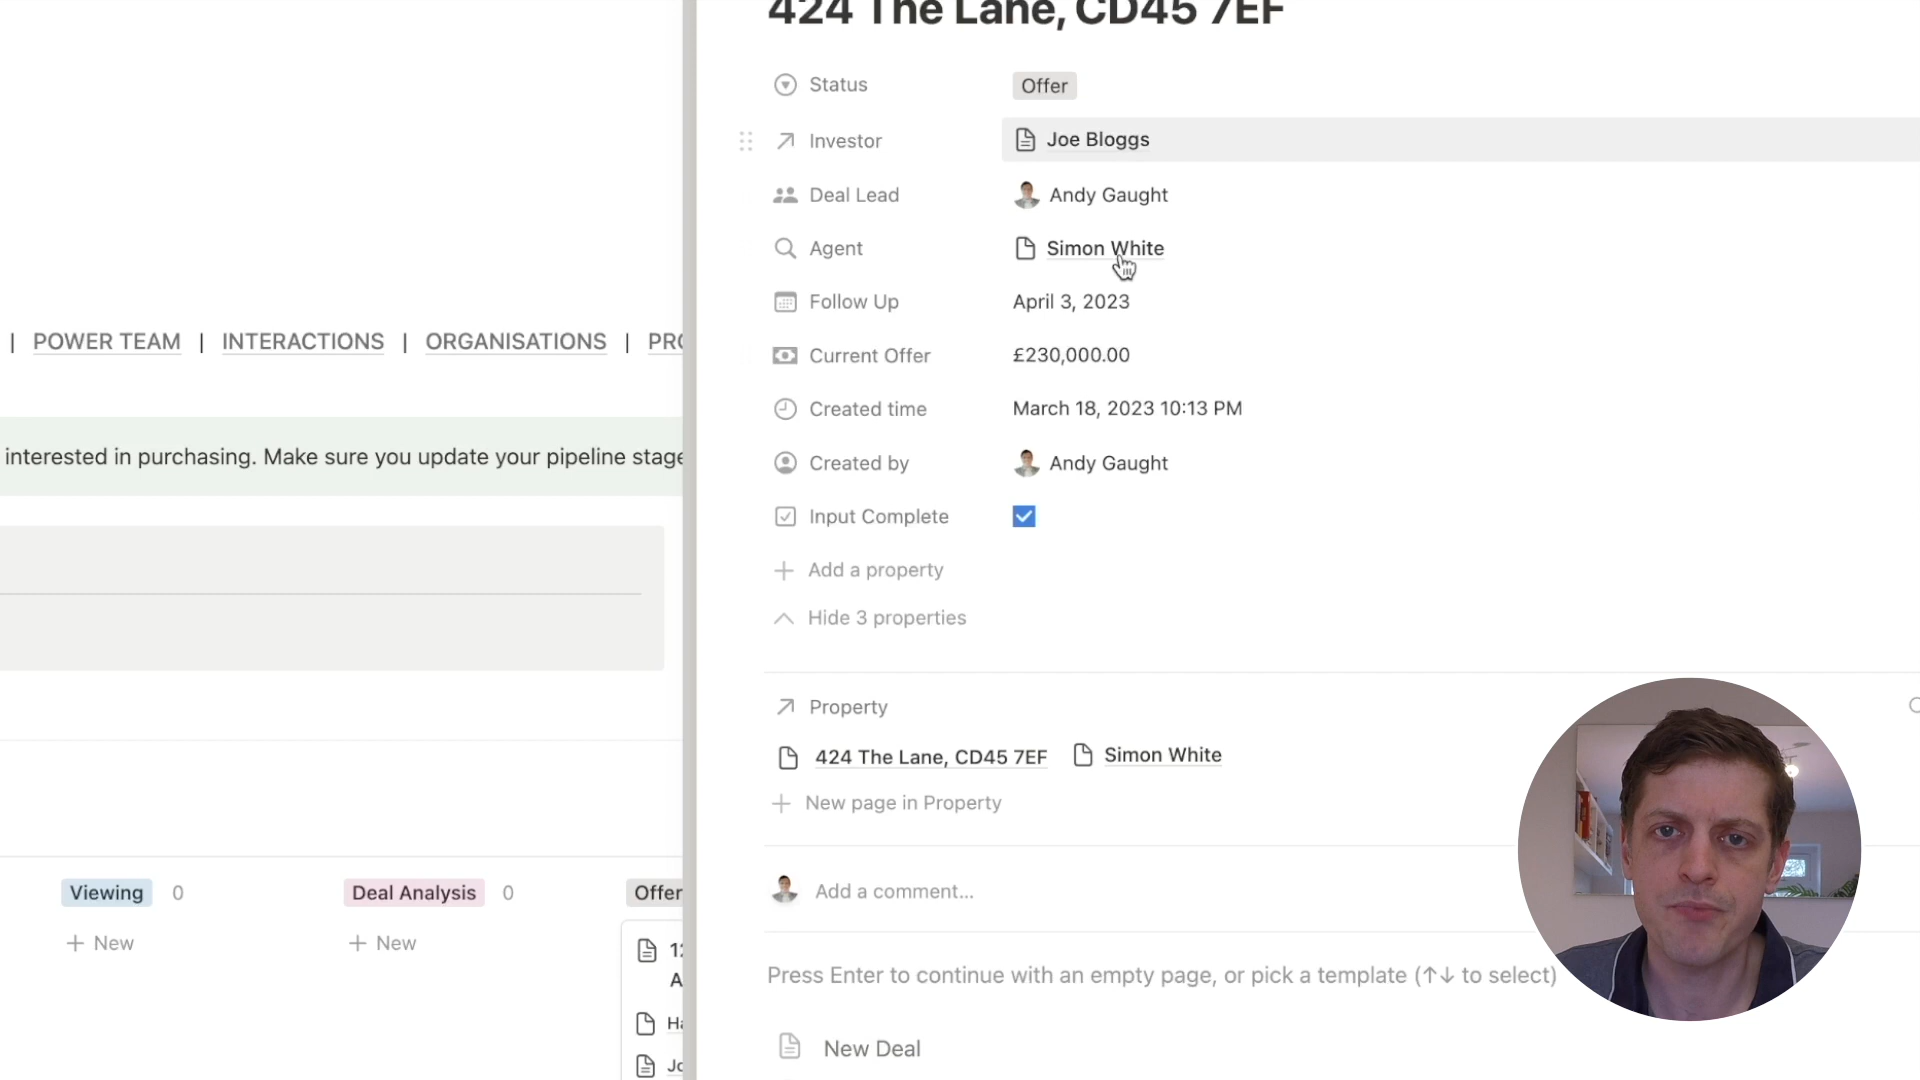 424 The Lane, CD45 7EF
Status Offer
Investor Joe Bloggs
Deal Lead Andy Gaught
Agent Simon White
Follow Up April 3, 2023
Current Offer £230,000.00
Created time March 18, 2023 10:13 PM
Created by Andy Gaught
Input Complete
Add a property
Hide 3 properties
Property
424 The Lane, CD45 7EF Simon White
New page in Property
Add a comment...
Press Enter to continue with an empty page, or pick a template (↑↓ to select)
New Deal
| POWER TEAM | INTERACTIONS | ORGANISATIONS |
interested in purchasing. Make sure you update your pipeline stage
Viewing 0
+ New
Deal Analysis 0
+ New
Offer